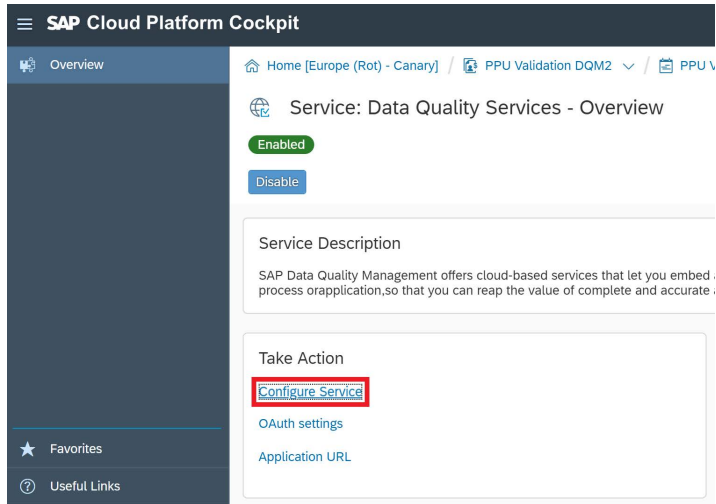 SAP Cloud Platform Cockpit
Overview
Home [Europe (Rot) - Canary] / PPU Validation DQM2 / PPU V
Service: Data Quality Services - Overview
Enabled
Disable
Service Description
SAP Data Quality Management offers cloud-based services that let you embed
process orapplication,so that you can reap the value of complete and accurate
Take Action
Configure Service
OAuth settings
Application URL
Favorites
Useful Links